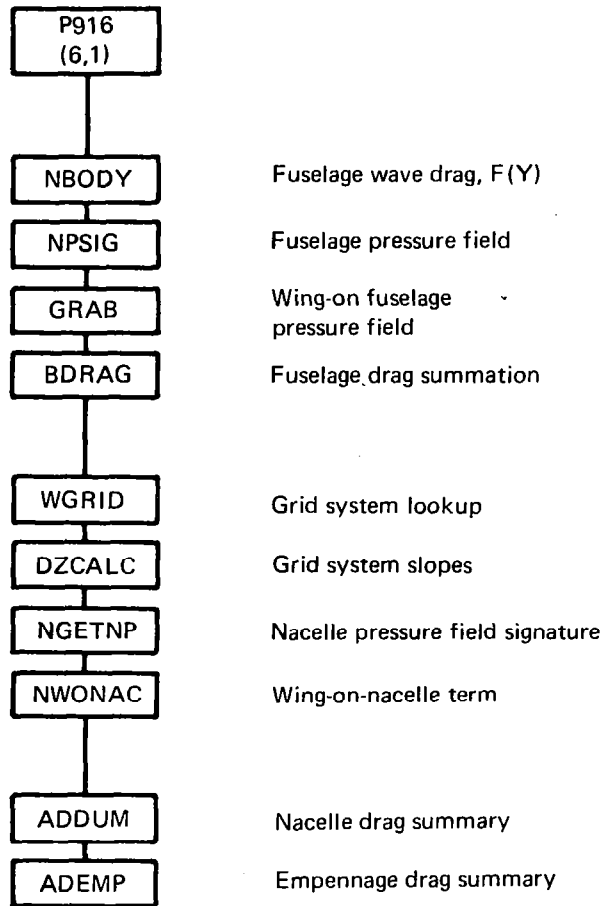 P916
(6,1)
NBODY Fuselage wave drag, F(Y)
NPSIG Fuselage pressure field
GRAB Wing-on fuselage
pressure field
BDRAG Fuselage drag summation
WGRID Grid system lookup
DZCALC Grid system slopes
NGETNP Nacelle pressure field signature
NWONAC Wing-on-nacelle term
ADDUM Nacelle drag summary
ADEMP Empennage drag summary